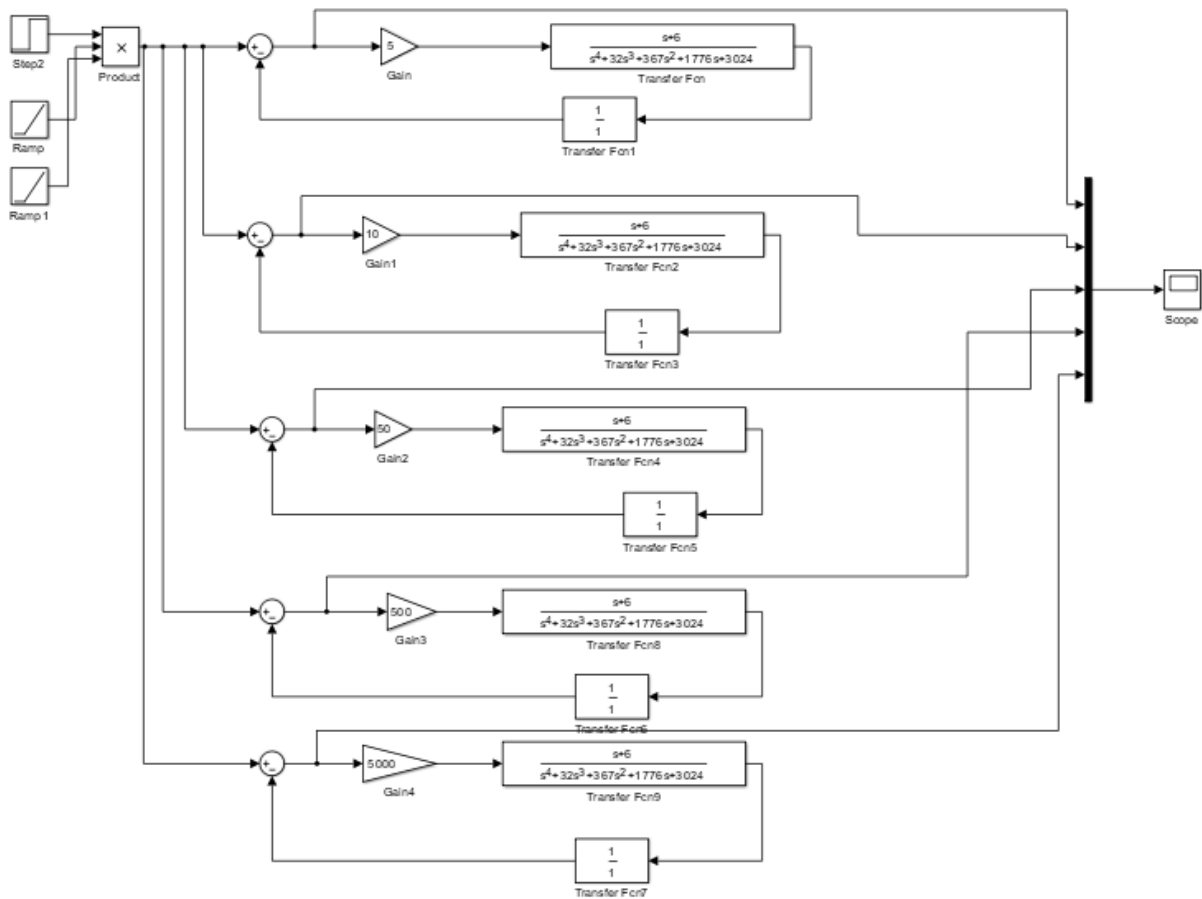 Step2
×
Product
Ramp
Ramp 1
+
−
5
Gain
s+6
s⁴+32s³+367s²+1776s+3024
Transfer Fcn
1
1
Transfer Fcn1
+
−
10
Gain1
s+6
s⁴+32s³+367s²+1776s+3024
Transfer Fcn2
1
1
Transfer Fcn3
Scope
+
−
50
Gain2
s+6
s⁴+32s³+367s²+1776s+3024
Transfer Fcn4
1
1
Transfer Fcn5
+
−
500
Gain3
s+6
s⁴+32s³+367s²+1776s+3024
Transfer Fcn8
1
1
Transfer Fcn6
+
−
5000
Gain4
s+6
s⁴+32s³+367s²+1776s+3024
Transfer Fcn9
1
1
Transfer Fcn7